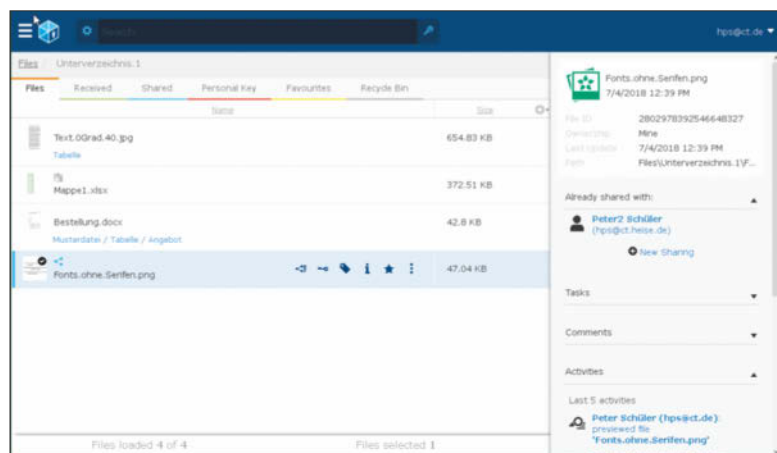 Search
hps@ct.de
Files / Unterverzeichnis.1
Files Received Shared Personal Key Favourites Recycle Bin
Name Size
Text.0Grad.40.jpg 654.83 KB
Tabelle
Mappe1.xlsx 372.51 KB
Bestellung.docx 42.8 KB
Musterdatei / Tabelle / Angebot
Fonts.ohne.Serifen.png 47.04 KB
Files loaded 4 of 4 Files selected 1
Fonts.ohne.Serifen.png
7/4/2018 12:39 PM
File ID: 2802978392546648327
Ownership Mine
Last Update 7/4/2018 12:39 PM
Path Files\Unterverzeichnis.1\F...
Already shared with:
Peter2 Schüller
(hps@ct.heise.de)
New Sharing
Tasks
Comments
Activities
Last 5 activities
Peter Schüller (hps@ct.de):
previewed file
"Fonts.ohne.Serifen.png"